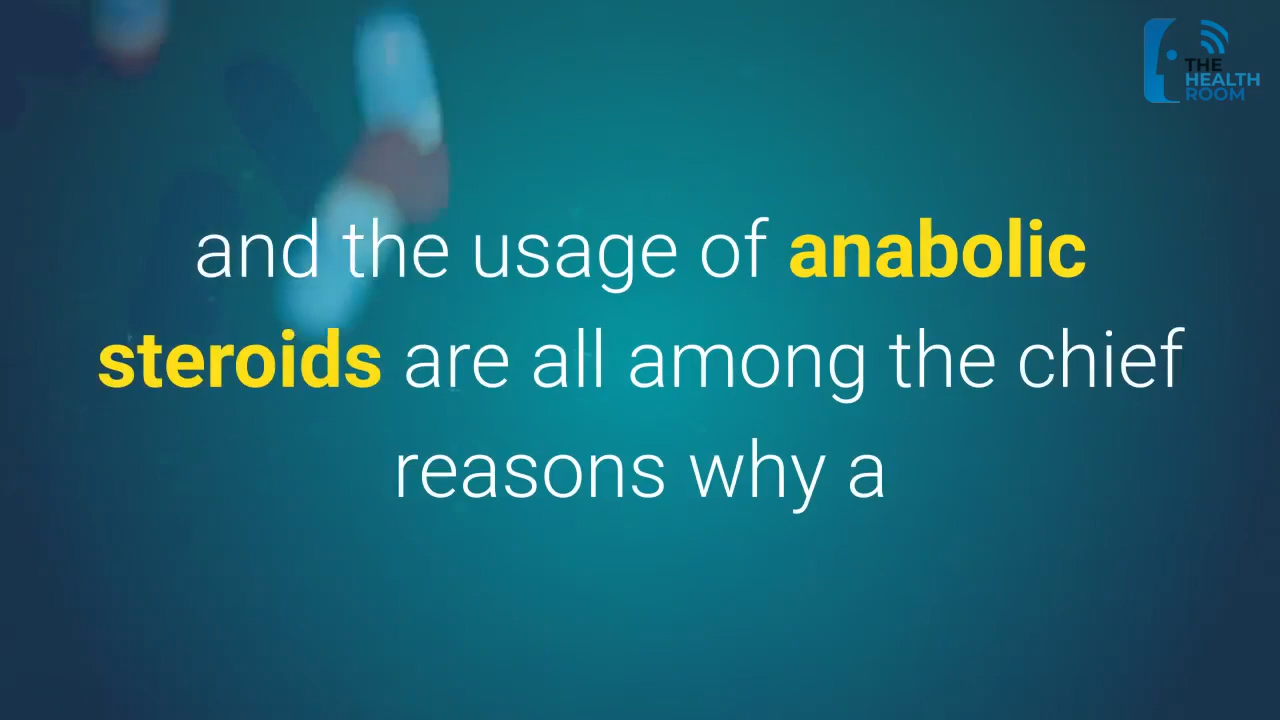 THE
HEALTH
ROOM
and the usage of anabolic
steroids are all among the chief
reasons why a